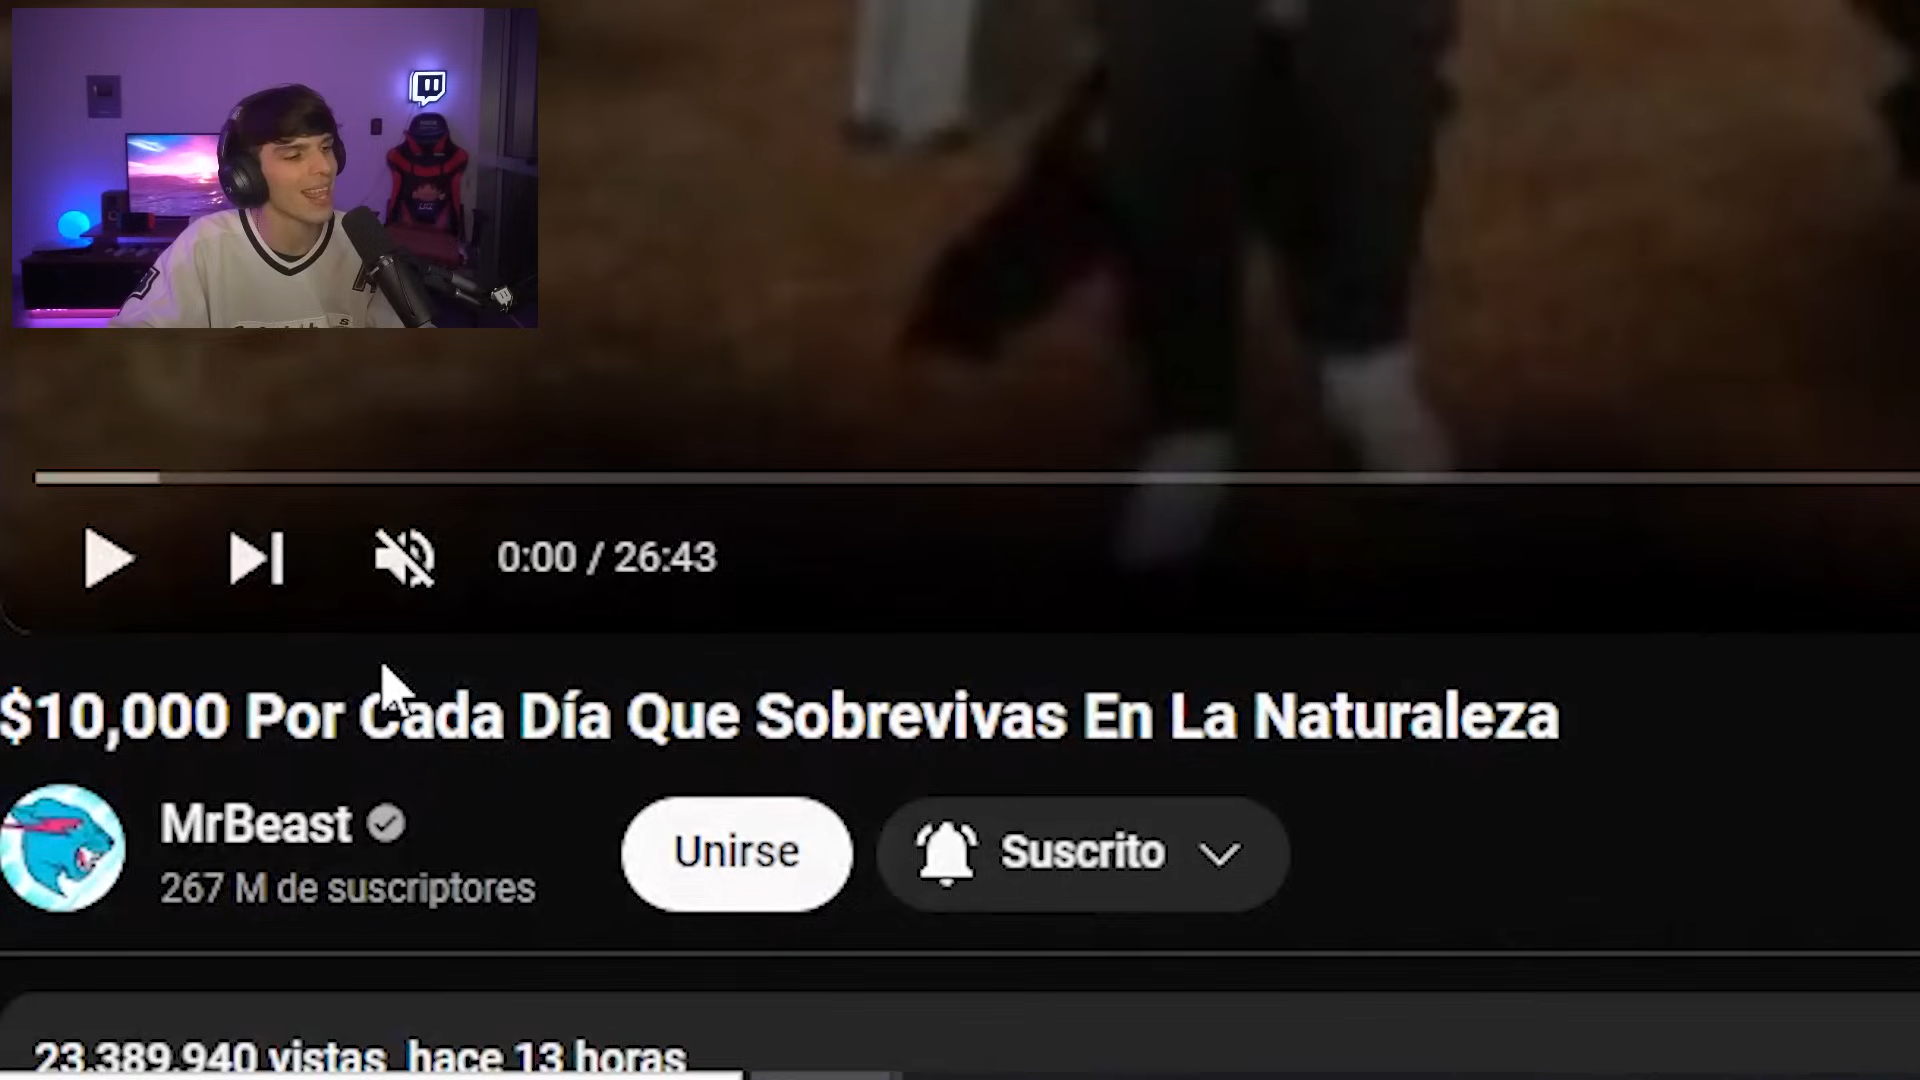 0:00 / 26:43
$10,000 Por Cada Día Que Sobrevivas En La Naturaleza
MrBeast
267 M de suscriptores
Unirse
Suscrito
23.389.940 vistas hace 13 horas